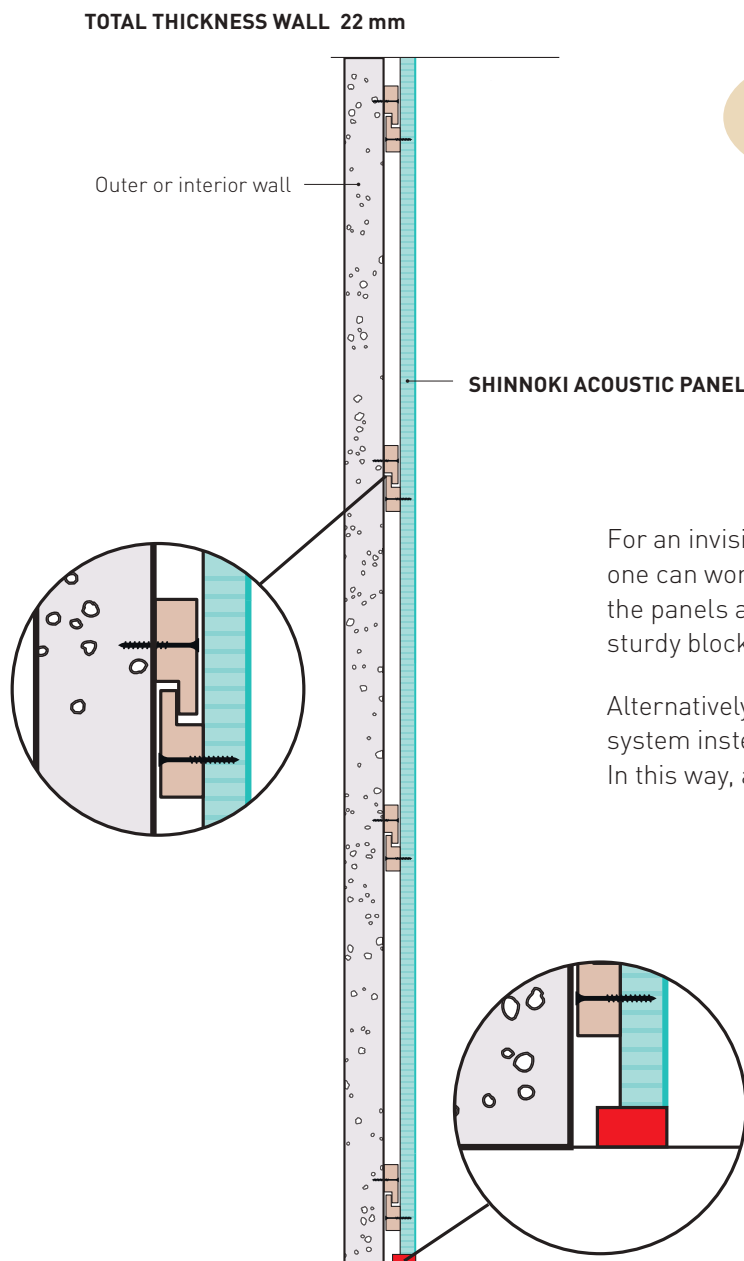 TOTAL THICKNESS WALL 22 mm
Outer or interior wall
SHINNOKI ACOUSTIC PANEL
For an invisi
one can wor
the panels a
sturdy block
Alternatively
system inste
In this way, a